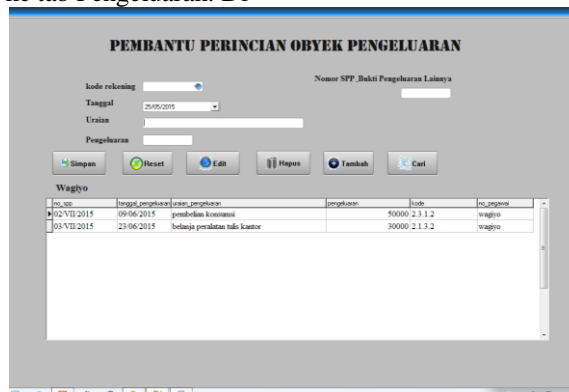 ke tab Pengeluaran. Di
PEMBANTU PERINCIAN OBYEK PENGELUARAN
kode rekening
Nomor SPP_Bukti Pengeluaran Lainnya
Tanggal 25/05/2015
Uraian
Pengeluaran
Simpan Reset Edit Hapus Tambah Cari
Wagiyo
no_spp tanggal_pengeluaran uraian_pengeluaran pengeluaran kode no_pegawai
02/VII/2015 09/06/2015 pembelian konsumsi 50000 2.3.1.2 wagiyo
03/VII/2015 23/06/2015 belanja peralatan tulis kantor 30000 2.1.3.2 wagiyo